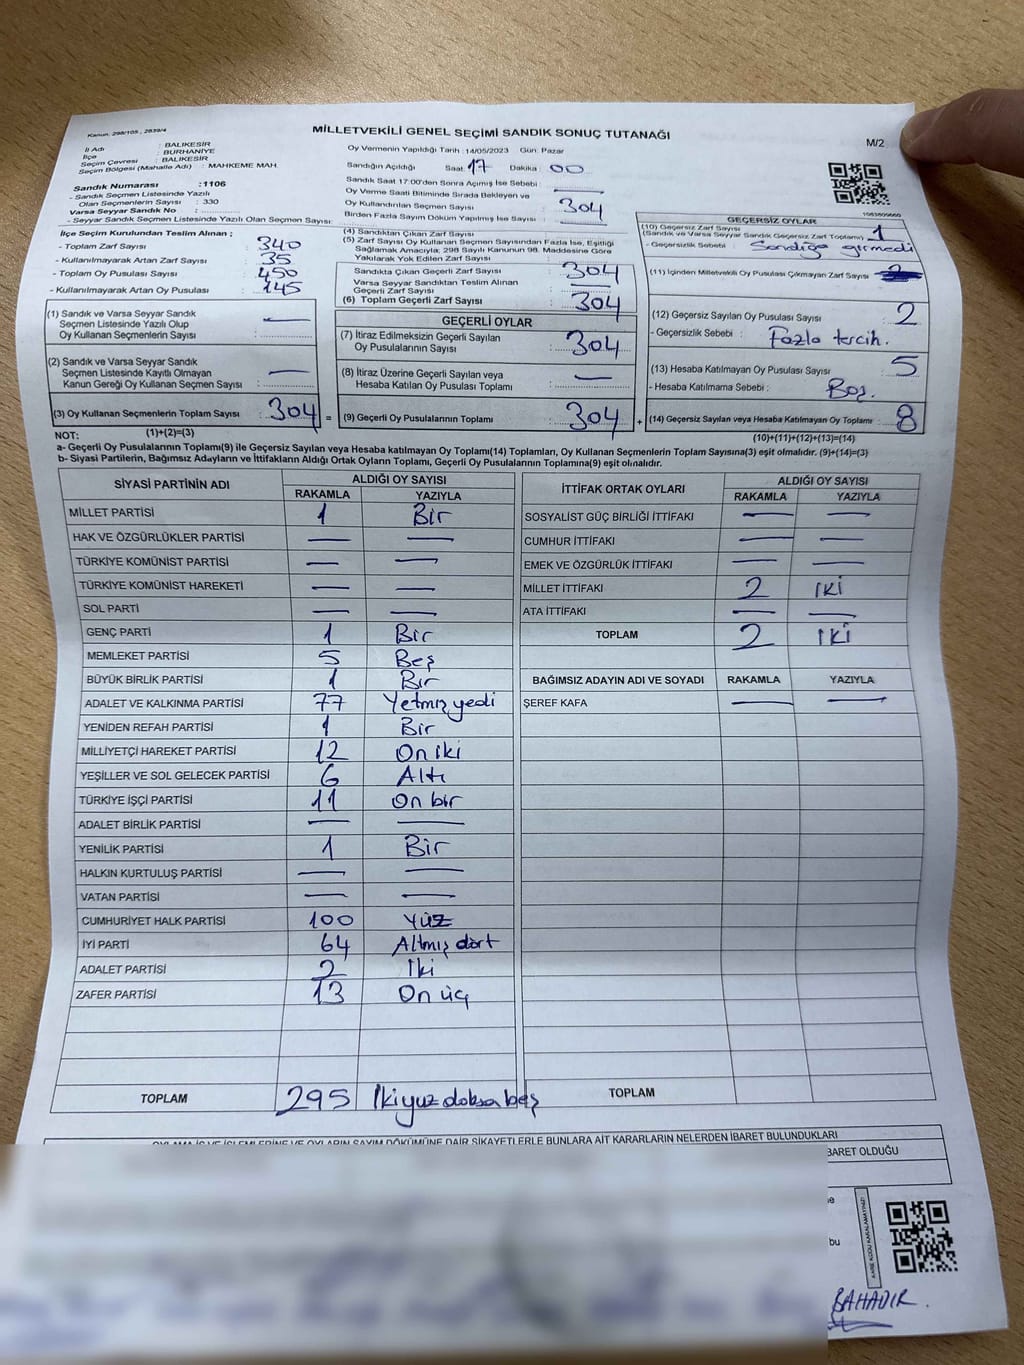 Kanun: 298/105 , 2839/4
MİLLETVEKİLİ GENEL SEÇİMİ SANDIK SONUÇ TUTANAĞI
M/2
İl Adı : BALIKESİR
İlçe : BURHANİYE
Seçim Çevresi : BALIKESİR
Seçim Bölgesi (Mahalle Adı) : MAHKEME MAH.
Sandık Numarası :1106
- Sandık Seçmen Listesinde Yazılı
Olan Seçmenlerin Sayısı : 330
Varsa Seyyar Sandık No :
- Seyyar Sandık Seçmen Listesinde Yazılı Olan Seçmen Sayısı:
Oy Vermenin Yapıldığı Tarih :14/05/2023 Gün: Pazar
Sandığın Açıldığı Saat: 17 Dakika : 00
Sandık Saat 17:00'den Sonra Açılmış İse Sebebi : —
Oy Verme Saati Bitiminde Sırada Bekleyen ve
Oy Kullandırılan Seçmen Sayısı : 304
Birden Fazla Sayım Döküm Yapılmış İse Sayısı :
1063809660
İlçe Seçim Kurulundan Teslim Alınan ;
- Toplam Zarf Sayısı : 340
- Kullanılmayarak Artan Zarf Sayısı : 35
- Toplam Oy Pusulası Sayısı : 450
- Kullanılmayarak Artan Oy Pusulası : 145
(1) Sandık ve Varsa Seyyar Sandık
Seçmen Listesinde Yazılı Olup
Oy Kullanan Seçmenlerin Sayısı : —
(2) Sandık ve Varsa Seyyar Sandık
Seçmen Listesinde Kayıtlı Olmayan
Kanun Gereği Oy Kullanan Seçmen Sayısı : —
(3) Oy Kullanan Seçmenlerin Toplam Sayısı : 304 =
(4) Sandıktan Çıkan Zarf Sayısı :
(5) Zarf Sayısı Oy Kullanan Seçmen Sayısından Fazla İse, Eşitliği
Sağlamak Amacıyla, 298 Sayılı Kanunun 98. Maddesine Göre
Yakılarak Yok Edilen Zarf Sayısı :
Sandıkta Çıkan Geçerli Zarf Sayısı : 304
Varsa Seyyar Sandıktan Teslim Alınan
Geçerli Zarf Sayısı : —
(6) Toplam Geçerli Zarf Sayısı : 304
GEÇERLİ OYLAR
(7) İtiraz Edilmeksizin Geçerli Sayılan
Oy Pusulalarının Sayısı : 304
(8) İtiraz Üzerine Geçerli Sayılan veya
Hesaba Katılan Oy Pusulası Toplamı : —
(9) Geçerli Oy Pusulalarının Toplamı : 304 +
GEÇERSİZ OYLAR
(10) Geçersiz Zarf Sayısı
(Sandık ve Varsa Seyyar Sandık Geçersiz Zarf Toplamı) : 1
- Geçersizlik Sebebi : Sandığa girmedi
(11) İçinden Milletvekili Oy Pusulası Çıkmayan Zarf Sayısı :
(12) Geçersiz Sayılan Oy Pusulası Sayısı : 2
- Geçersizlik Sebebi : Fazla tercih.
(13) Hesaba Katılmayan Oy Pusulası Sayısı : 5
- Hesaba Katılmama Sebebi : Boş.
(14) Geçersiz Sayılan veya Hesaba Katılmayan Oy Toplamı : 8
NOT: (1)+(2)=(3)
(10)+(11)+(12)+(13)=(14)
a- Geçerli Oy Pusulalarının Toplamı(9) ile Geçersiz Sayılan veya Hesaba katılmayan Oy Toplamı(14) Toplamları, Oy Kullanan Seçmenlerin Toplam Sayısına(3) eşit olmalıdır. (9)+(14)=(3)
b- Siyasi Partilerin, Bağımsız Adayların ve İttifakların Aldığı Ortak Oyların Toplamı, Geçerli Oy Pusulalarının Toplamına(9) eşit olmalıdır.
SİYASİ PARTİNİN ADI ALDIĞI OY SAYISI
RAKAMLA YAZIYLA
MİLLET PARTİSİ 1 Bir
HAK VE ÖZGÜRLÜKLER PARTİSİ — —
TÜRKİYE KOMÜNİST PARTİSİ — —
TÜRKİYE KOMÜNİST HAREKETİ — —
SOL PARTİ — —
GENÇ PARTİ 1 Bir
MEMLEKET PARTİSİ 5 Beş
BÜYÜK BİRLİK PARTİSİ 1 Bir
ADALET VE KALKINMA PARTİSİ 77 Yetmiş yedi
YENİDEN REFAH PARTİSİ 1 Bir
MİLLİYETÇİ HAREKET PARTİSİ 12 On iki
YEŞİLLER VE SOL GELECEK PARTİSİ 6 Altı
TÜRKİYE İŞÇİ PARTİSİ 11 On bir
ADALET BİRLİK PARTİSİ — —
YENİLİK PARTİSİ 1 Bir
HALKIN KURTULUŞ PARTİSİ — —
VATAN PARTİSİ — —
CUMHURİYET HALK PARTİSİ 100 Yüz
İYİ PARTİ 64 Altmış dört
ADALET PARTİSİ 2 İki
ZAFER PARTİSİ 13 On üç
TOPLAM 295 İkiyuz doksa beş
İTTİFAK ORTAK OYLARI ALDIĞI OY SAYISI
RAKAMLA YAZIYLA
SOSYALİST GÜÇ BİRLİĞİ İTTİFAKI — —
CUMHUR İTTİFAKI — —
EMEK VE ÖZGÜRLÜK İTTİFAKI — —
MİLLET İTTİFAKI 2 İKİ
ATA İTTİFAKI — —
TOPLAM 2 İKİ
BAĞIMSIZ ADAYIN ADI VE SOYADI RAKAMLA YAZIYLA
ŞEREF KAFA — —
TOPLAM
OYLAMA İŞ VE İŞLEMLERİNE VE OYLARIN SAYIM DÖKÜMÜNE DAİR ŞİKAYETLERLE BUNLARA AİT KARARLARIN NELERDEN İBARET BULUNDUKLARI
BARET OLDUĞU
bu
KARE KODU KARALAMAYINIZ!
BAHADIR.